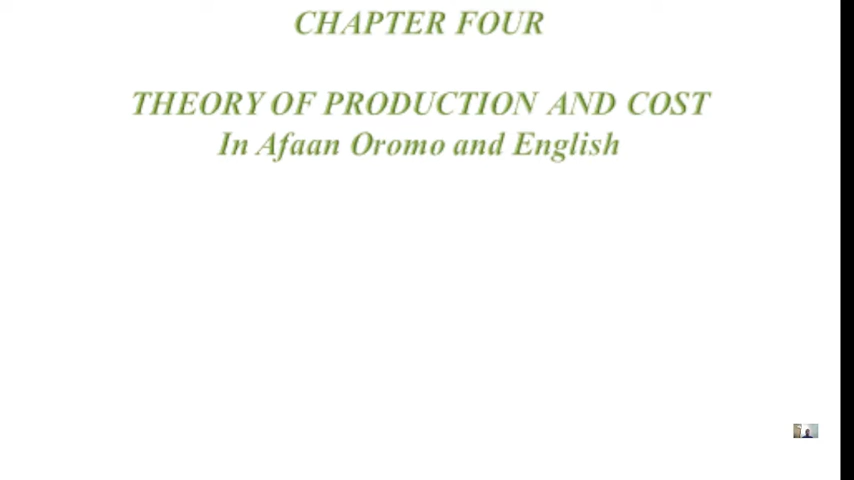 CHAPTER FOUR
THEORY OF PRODUCTION AND COST
In Afaan Oromo and English